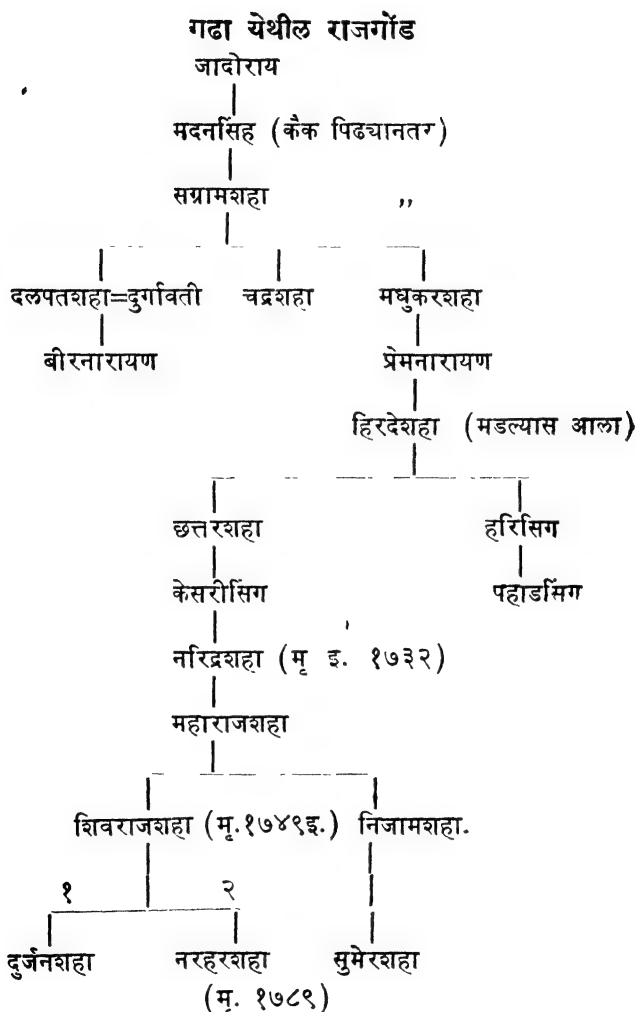 गढा येथील राजगोंड
जादोराय
मदनसिंह (कैक पिढ्यानतर)
सग्रामशहा ,,
दलपतशहा=दुर्गावती चद्रशहा मधुकरशहा
बीरनारायण प्रेमनारायण
हिरदेशहा (मडल्यास आला)
छत्तरशहा हरिसिग
केसरीसिंग पहाडसिंग
नरिद्रशहा (मृ इ. १७३२)
महाराजशहा
शिवराजशहा (मृ.१७४९इ.) निजामशहा.
१ २
दुर्जनशहा नरहरशहा सुमेरशहा
(मृ. १७८९)